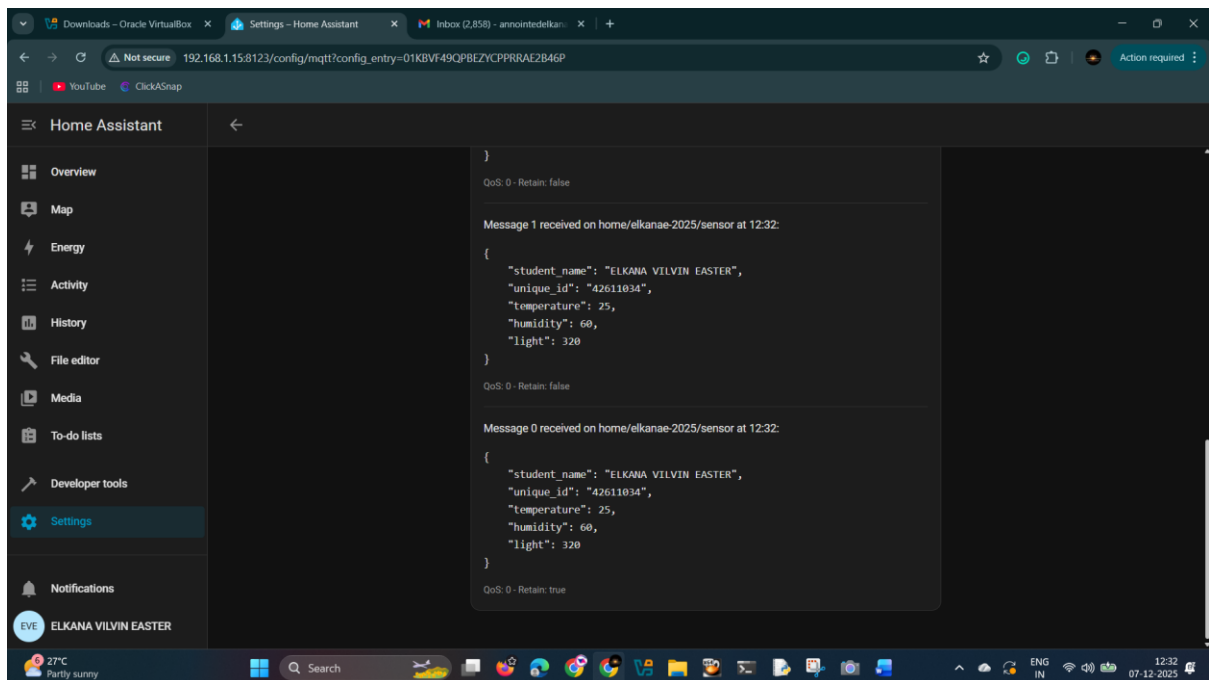 Downloads – Oracle VirtualBox
Settings – Home Assistant
Inbox (2,858) - annointedelkan
Not secure
192.168.1.15:8123/config/mqtt?config_entry=01KBVF49QPBEZYCPPRRAE2B46P
Action required
YouTube
ClickASnap
Home Assistant
Overview
Map
Energy
Activity
History
File editor
Media
To-do lists
Developer tools
Settings
Notifications
EVE
ELKANA VILVIN EASTER
}
QoS: 0 - Retain: false
Message 1 received on home/elkanae-2025/sensor at 12:32:
{
"student_name": "ELKANA VILVIN EASTER",
"unique_id": "42611034",
"temperature": 25,
"humidity": 60,
"light": 320
}
QoS: 0 - Retain: false
Message 0 received on home/elkanae-2025/sensor at 12:32:
{
"student_name": "ELKANA VILVIN EASTER",
"unique_id": "42611034",
"temperature": 25,
"humidity": 60,
"light": 320
}
QoS: 0 - Retain: true
6
27°C
Partly sunny
Search
ENG
IN
12:32
07-12-2025